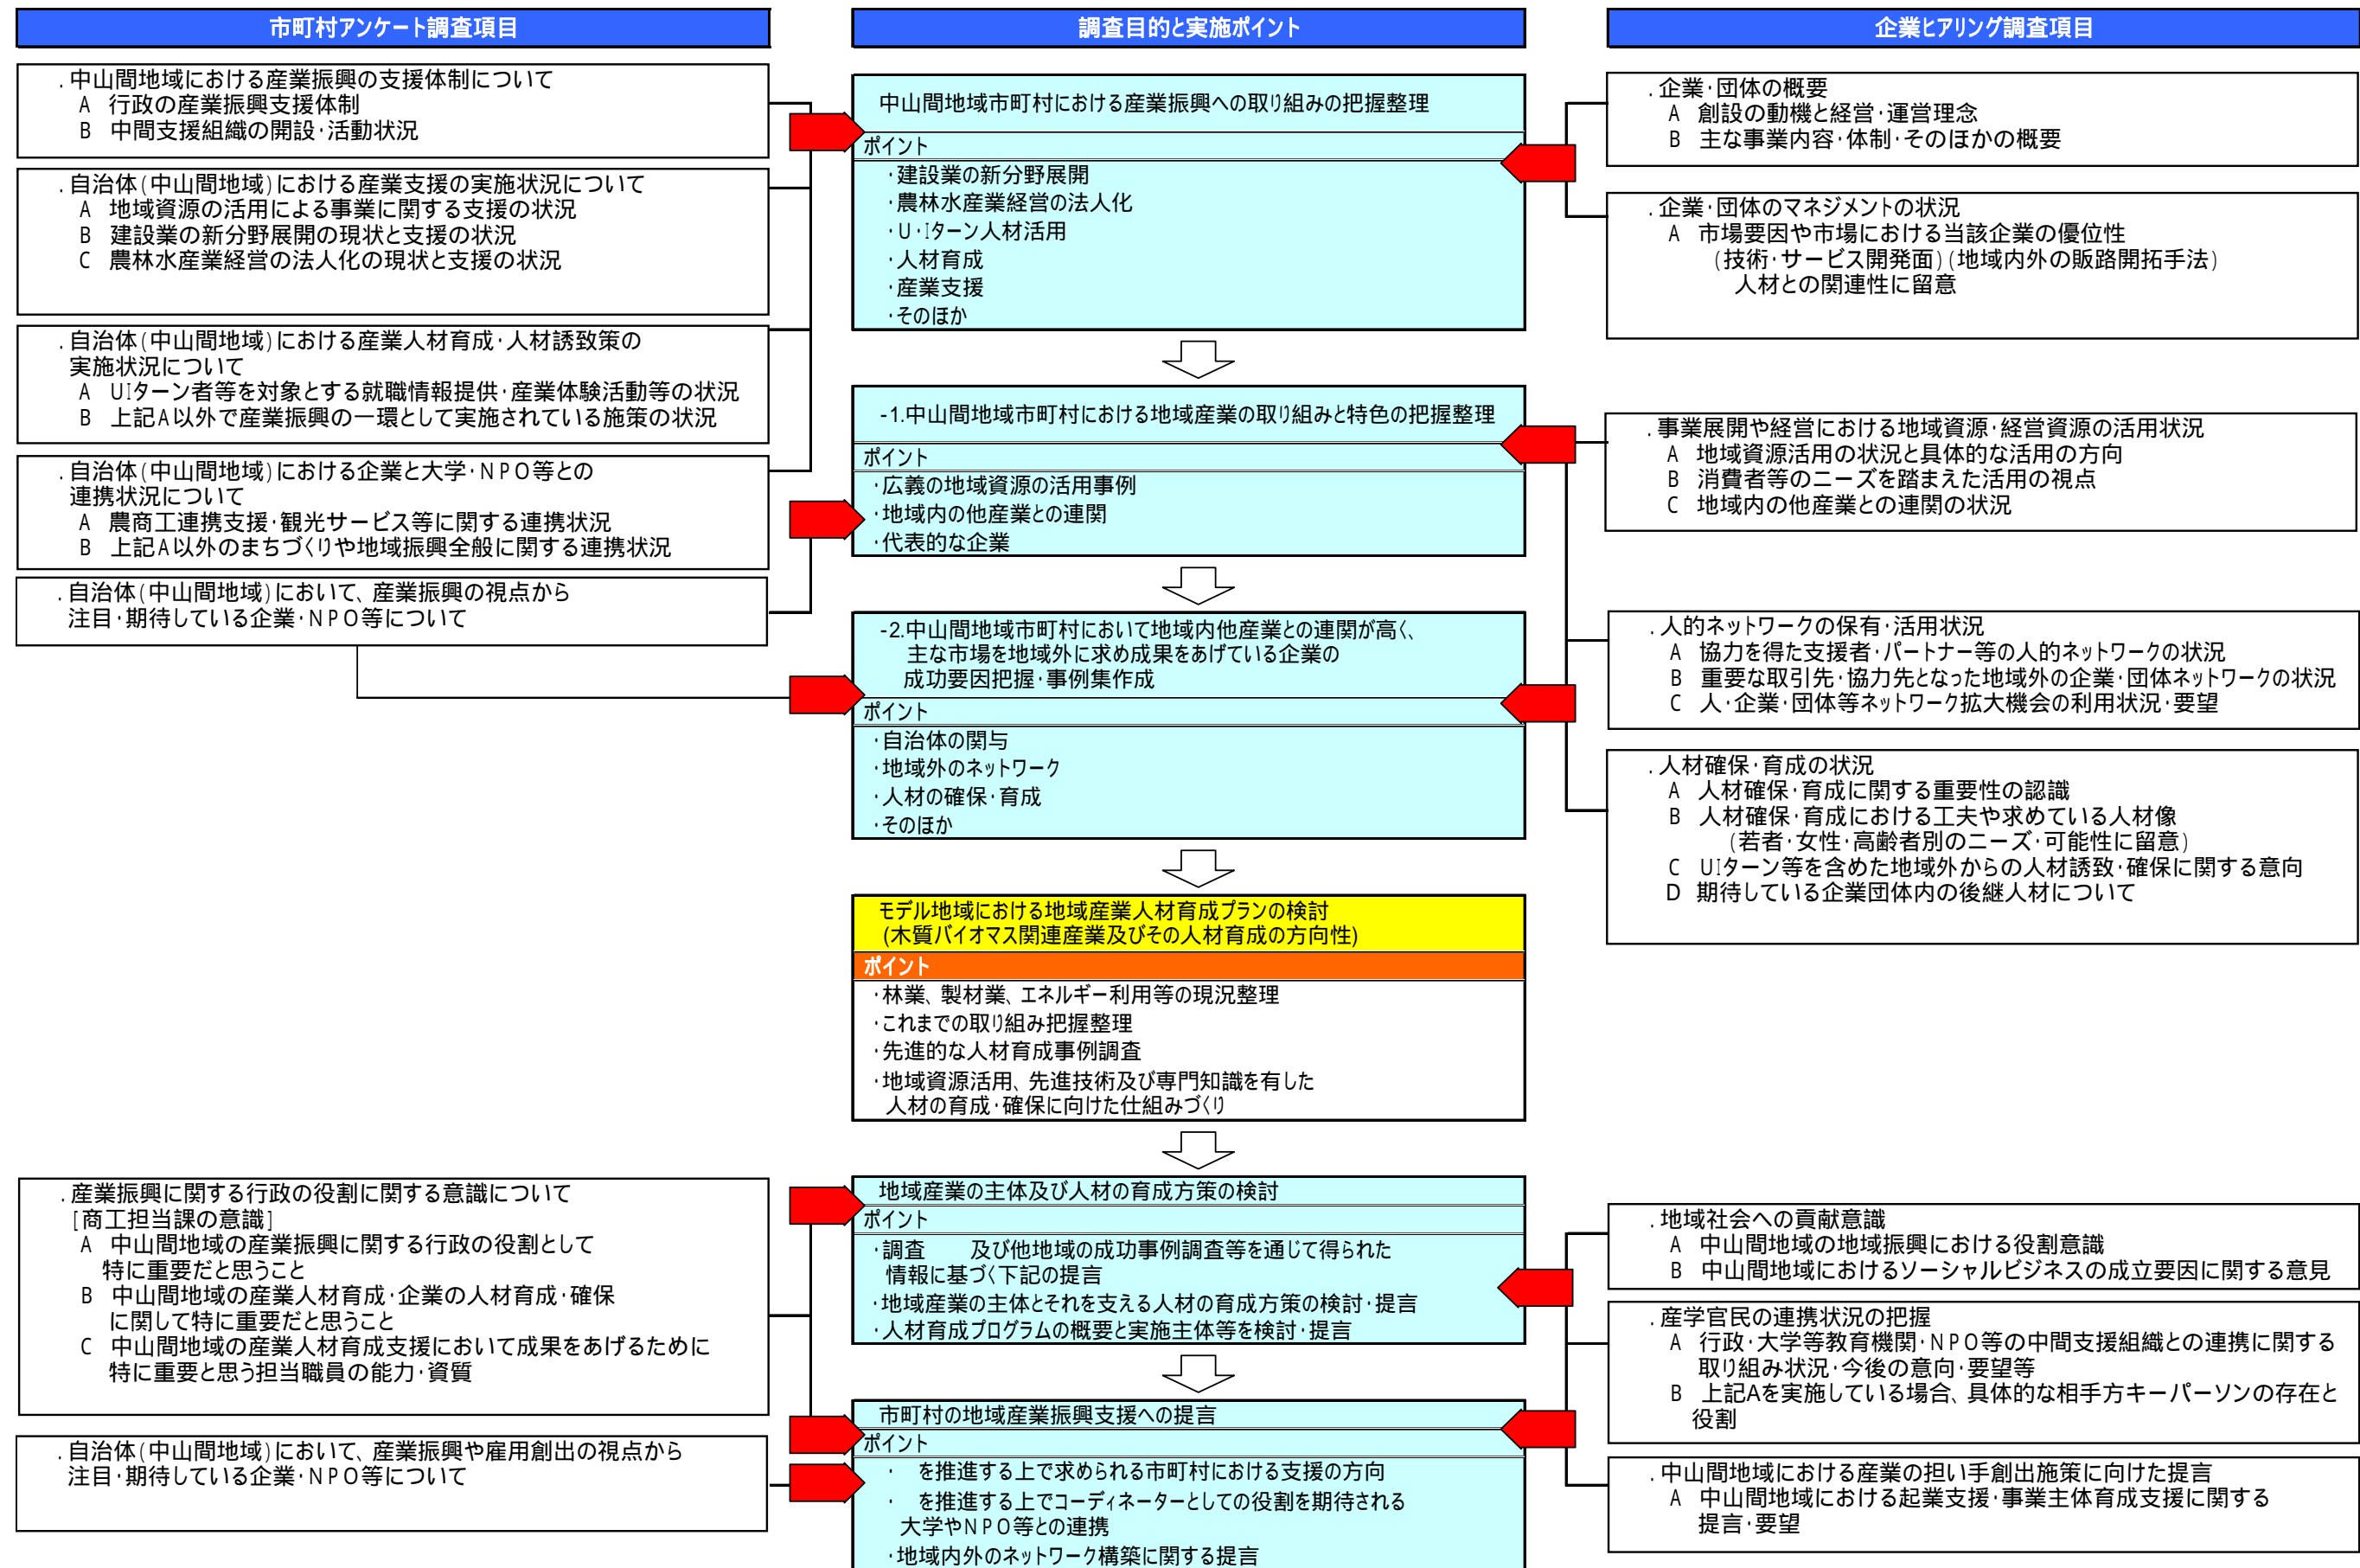 市町村アンケート調査項目
.中山間地域における産業振興の支援体制について
A 行政の産業振興支援体制
B 中間支援組織の開設・活動状況
.自治体(中山間地域)における産業支援の実施状況について
A 地域資源の活用による事業に関する支援の状況
B 建設業の新分野展開の現状と支援の状況
C 農林水産業経営の法人化の現状と支援の状況
.自治体(中山間地域)における産業人材育成・人材誘致策の
実施状況について
A UIターン者等を対象とする就職情報提供・産業体験活動等の状況
B 上記A以外で産業振興の一環として実施されている施策の状況
.自治体(中山間地域)における企業と大学・NPO等との
連携状況について
A 農商工連携支援・観光サービス等に関する連携状況
B 上記A以外のまちづくりや地域振興全般に関する連携状況
.自治体(中山間地域)において、産業振興の視点から
注目・期待している企業・NPO等について
.産業振興に関する行政の役割に関する意識について
[商工担当課の意識]
A 中山間地域の産業振興に関する行政の役割として
特に重要だと思うこと
B 中山間地域の産業人材育成・企業の人材育成・確保
に関して特に重要だと思うこと
C 中山間地域の産業人材育成支援において成果をあげるために
特に重要と思う担当職員の能力・資質
.自治体(中山間地域)において、産業振興や雇用創出の視点から
注目・期待している企業・NPO等について
調査目的と実施ポイント
中山間地域市町村における産業振興への取り組みの把握整理
ポイント
・建設業の新分野展開
・農林水産業経営の法人化
・U・Iターン人材活用
・人材育成
・産業支援
・そのほか
-1.中山間地域市町村における地域産業の取り組みと特色の把握整理
ポイント
・広義の地域資源の活用事例
・地域内の他産業との連関
・代表的な企業
-2.中山間地域市町村において地域内他産業との連関が高く、
主な市場を地域外に求め成果をあげている企業の
成功要因把握・事例集作成
ポイント
・自治体の関与
・地域外のネットワーク
・人材の確保・育成
・そのほか
モデル地域における地域産業人材育成プランの検討
(木質バイオマス関連産業及びその人材育成の方向性)
ポイント
・林業、製材業、エネルギー利用等の現況整理
・これまでの取り組み把握整理
・先進的な人材育成事例調査
・地域資源活用、先進技術及び専門知識を有した
人材の育成・確保に向けた仕組みづくり
地域産業の主体及び人材の育成方策の検討
ポイント
・調査 及び他地域の成功事例調査等を通じて得られた
情報に基づく下記の提言
・地域産業の主体とそれを支える人材の育成方策の検討・提言
・人材育成プログラムの概要と実施主体等を検討・提言
市町村の地域産業振興支援への提言
ポイント
・ を推進する上で求められる市町村における支援の方向
・ を推進する上でコーディネーターとしての役割を期待される
大学やNPO等との連携
・地域内外のネットワーク構築に関する提言
企業ヒアリング調査項目
.企業・団体の概要
A 創設の動機と経営・運営理念
B 主な事業内容・体制・そのほかの概要
.企業・団体のマネジメントの状況
A 市場要因や市場における当該企業の優位性
(技術・サービス開発面)(地域内外の販路開拓手法)
人材との関連性に留意
.事業展開や経営における地域資源・経営資源の活用状況
A 地域資源活用の状況と具体的な活用の方向
B 消費者等のニーズを踏まえた活用の視点
C 地域内の他産業との連関の状況
.人的ネットワークの保有・活用状況
A 協力を得た支援者・パートナー等の人的ネットワークの状況
B 重要な取引先・協力先となった地域外の企業・団体ネットワークの状況
C 人・企業・団体等ネットワーク拡大機会の利用状況・要望
.人材確保・育成の状況
A 人材確保・育成に関する重要性の認識
B 人材確保・育成における工夫や求めている人材像
(若者・女性・高齢者別のニーズ・可能性に留意)
C UIターン等を含めた地域外からの人材誘致・確保に関する意向
D 期待している企業団体内の後継人材について
.地域社会への貢献意識
A 中山間地域の地域振興における役割意識
B 中山間地域におけるソーシャルビジネスの成立要因に関する意見
.産学官民の連携状況の把握
A 行政・大学等教育機関・NPO等の中間支援組織との連携に関する
取り組み状況・今後の意向・要望等
B 上記Aを実施している場合、具体的な相手方キーパーソンの存在と
役割
.中山間地域における産業の担い手創出施策に向けた提言
A 中山間地域における起業支援・事業主体育成支援に関する
提言・要望